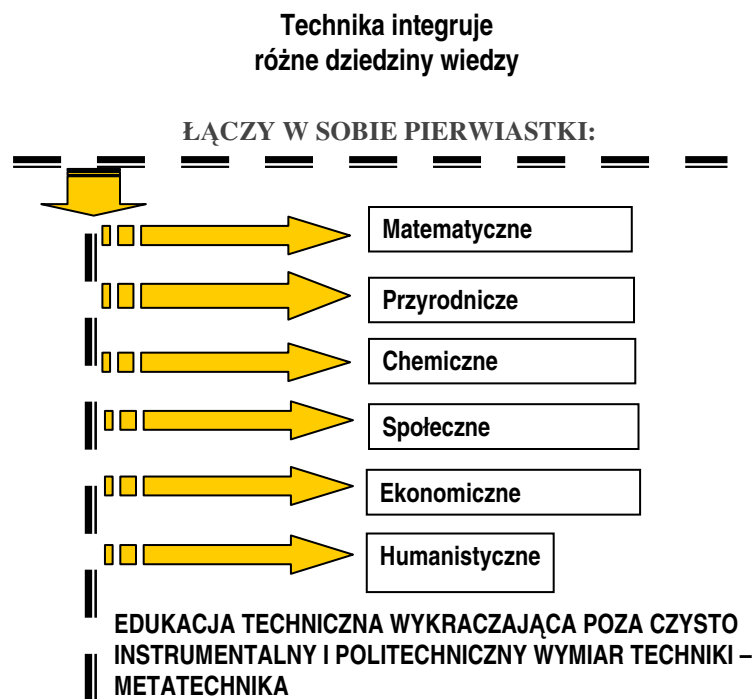 Technika integruje
różne dziedziny wiedzy
ŁĄCZY W SOBIE PIERWIASTKI:
Matematyczne
Przyrodnicze
Chemiczne
Społeczne
Ekonomiczne
Humanistyczne
EDUKACJA TECHNICZNA WYKRACZAJĄCA POZA CZYSTO
INSTRUMENTALNY I POLITECHNICZNY WYMIAR TECHNIKI –
METATECHNIKA